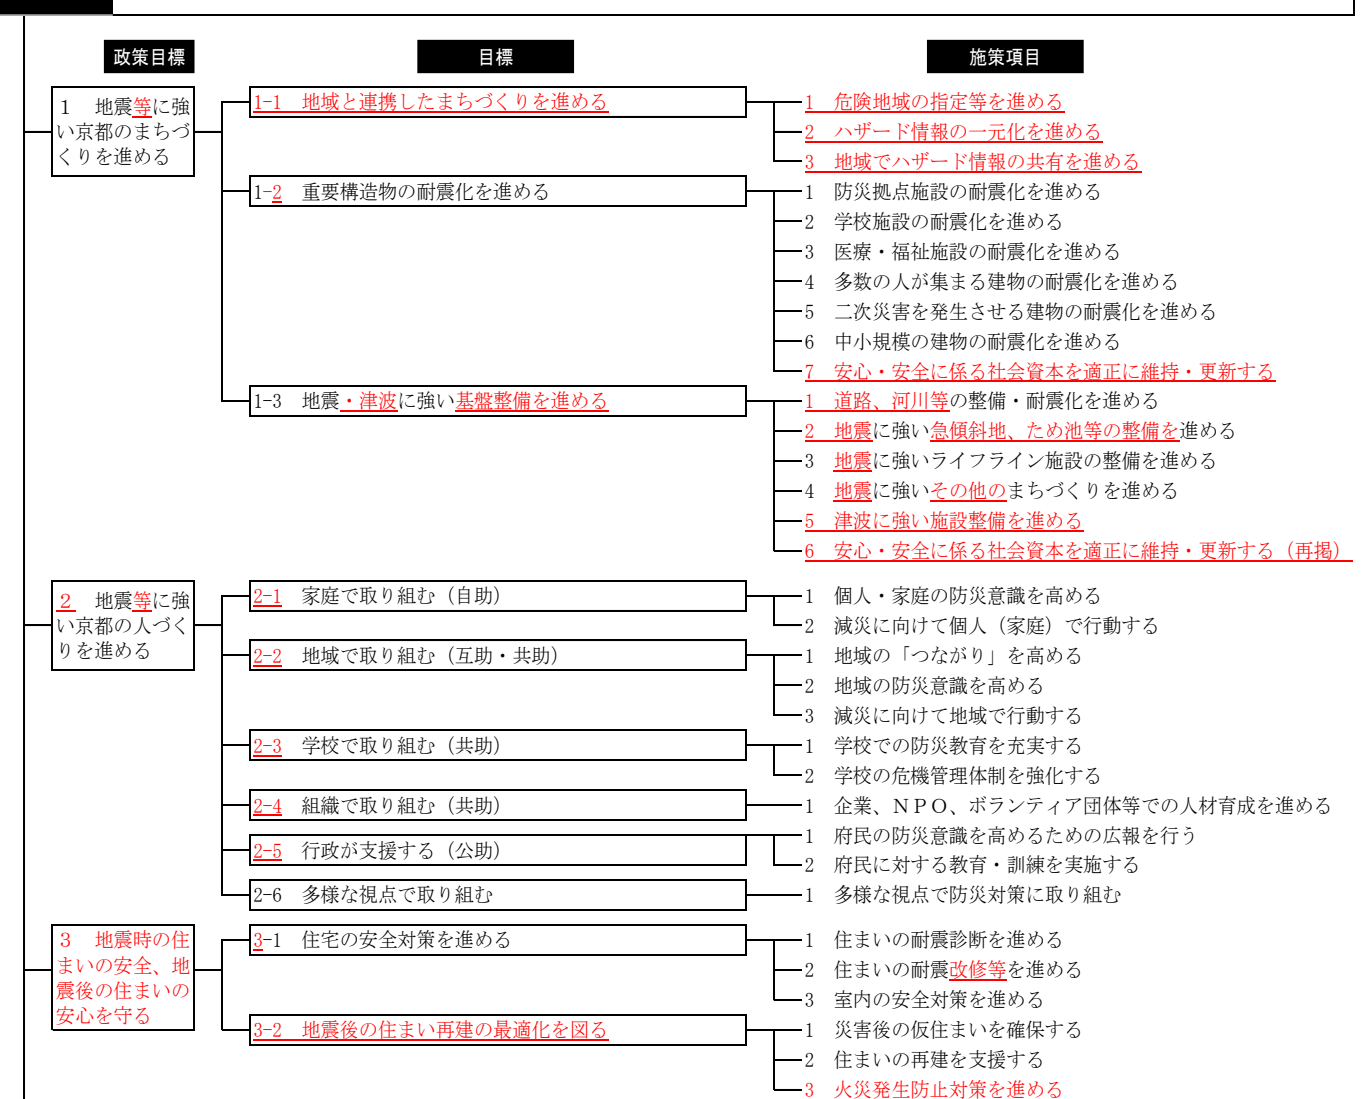 政策目標　目標　施策項目
１　地震等に強い京都のまちづくりを進める
1-1　地域と連携したまちづくりを進める
1　危険地域の指定等を進める
2　ハザード情報の一元化を進める
3　地域でハザード情報の共有を進める
1-2　重要構造物の耐震化を進める
1　防災拠点施設の耐震化を進める
2　学校施設の耐震化を進める
3　医療・福祉施設の耐震化を進める
4　多数の人が集まる建物の耐震化を進める
5　二次災害を発生させる建物の耐震化を進める
6　中小規模の建物の耐震化を進める
7　安心・安全に係る社会資本を適正に維持・更新する
1-3　地震・津波に強い基盤整備を進める
1　道路、河川等の整備・耐震化を進める
2　地震に強い急傾斜地、ため池等の整備を進める
3　地震に強いライフライン施設の整備を進める
4　地震に強いその他のまちづくりを進める
5　津波に強い施設整備を進める
6　安心・安全に係る社会資本を適正に維持・更新する（再掲）
２　地震等に強い京都の人づくりを進める
2-1　家庭で取り組む（自助）
1　個人・家庭の防災意識を高める
2　減災に向けて個人（家庭）で行動する
2-2　地域で取り組む（互助・共助）
1　地域の「つながり」を高める
2　地域の防災意識を高める
3　減災に向けて地域で行動する
2-3　学校で取り組む（共助）
1　学校での防災教育を充実する
2　学校の危機管理体制を強化する
2-4　組織で取り組む（共助）
1　企業、ＮＰＯ、ボランティア団体等での人材育成を進める
2-5　行政が支援する（公助）
1　府民の防災意識を高めるための広報を行う
2　府民に対する教育・訓練を実施する
2-6　多様な視点で取り組む
1　多様な視点で防災対策に取り組む
３　地震時の住まいの安全、地震後の住まいの安心を守る
3-1　住宅の安全対策を進める
1　住まいの耐震診断を進める
2　住まいの耐震改修等を進める
3　室内の安全対策を進める
3-2　地震後の住まい再建の最適化を図る
1　災害後の仮住まいを確保する
2　住まいの再建を支援する
3　火災発生防止対策を進める